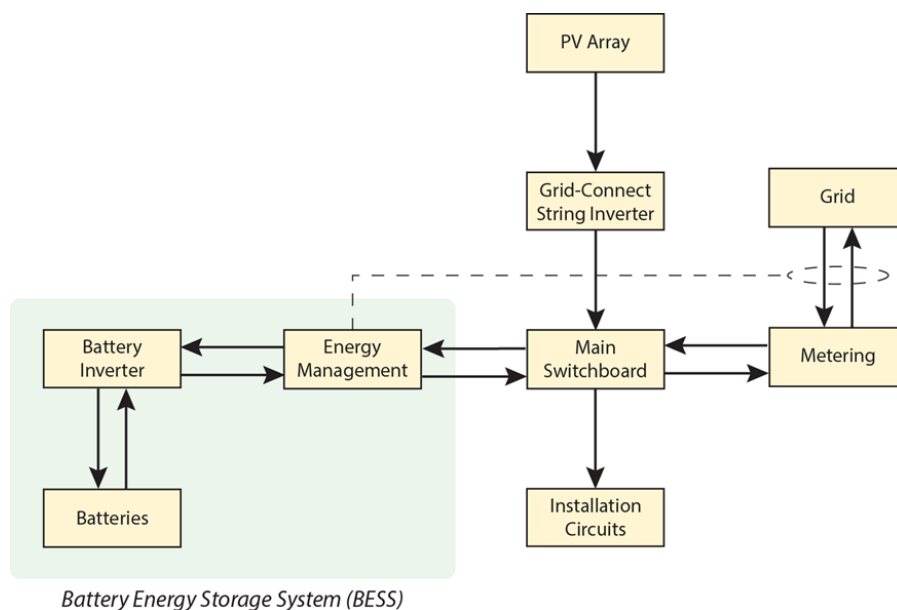 PV Array
Grid-Connect
String Inverter
Grid
Battery
Inverter
Energy
Management
Main
Switchboard
Metering
Batteries
Installation
Circuits
Battery Energy Storage System (BESS)